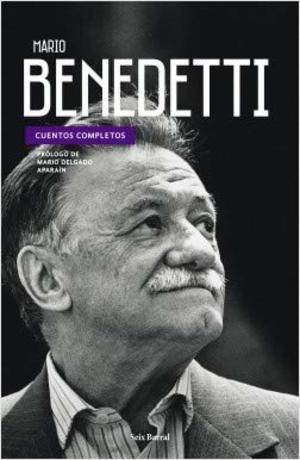 MARIO
BENEDETTI
CUENTOS COMPLETOS
PRÓLOGO DE
MARIO DELGADO
APARAÍN
Seix Barral